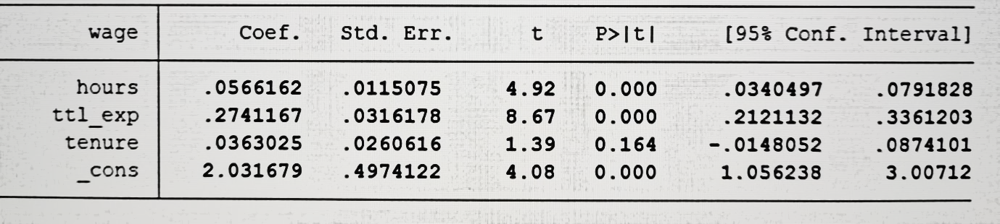 wage Coef. Std. Err. t P>|t| [95% Conf. Interval]
hours .0566162 .0115075 4.92 0.000 .0340497 .0791828
ttl_exp .2741167 .0316178 8.67 0.000 .2121132 .3361203
tenure .0363025 .0260616 1.39 0.164 -.0148052 .0874101
_cons 2.031679 .4974122 4.08 0.000 1.056238 3.00712